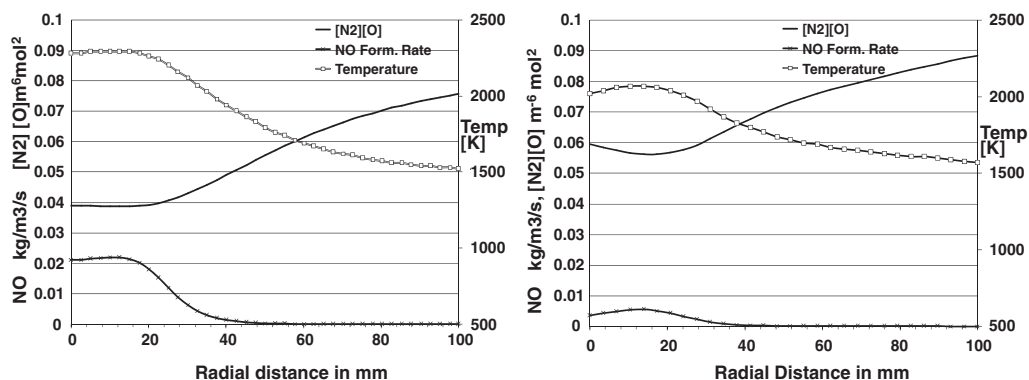 0.1
0.09
0.08
0.07
0.06
0.05
0.04
0.03
0.02
0.01
0
NO kg/m3/s [N2] [O]m⁶mol²
[N2][O]
NO Form. Rate
Temperature
2500
2000
1500
1000
500
Temp
[K]
0 20 40 60 80 100
Radial distance in mm
0.1
0.09
0.08
0.07
0.06
0.05
0.04
0.03
0.02
0.01
0
NO kg/m3/s, [N2][O] m⁻⁶ mol²
[N2][O]
NO Form. Rate
Temperature
2500
2000
1500
1000
500
Temp
[K]
0 20 40 60 80 100
Radial Distance in mm